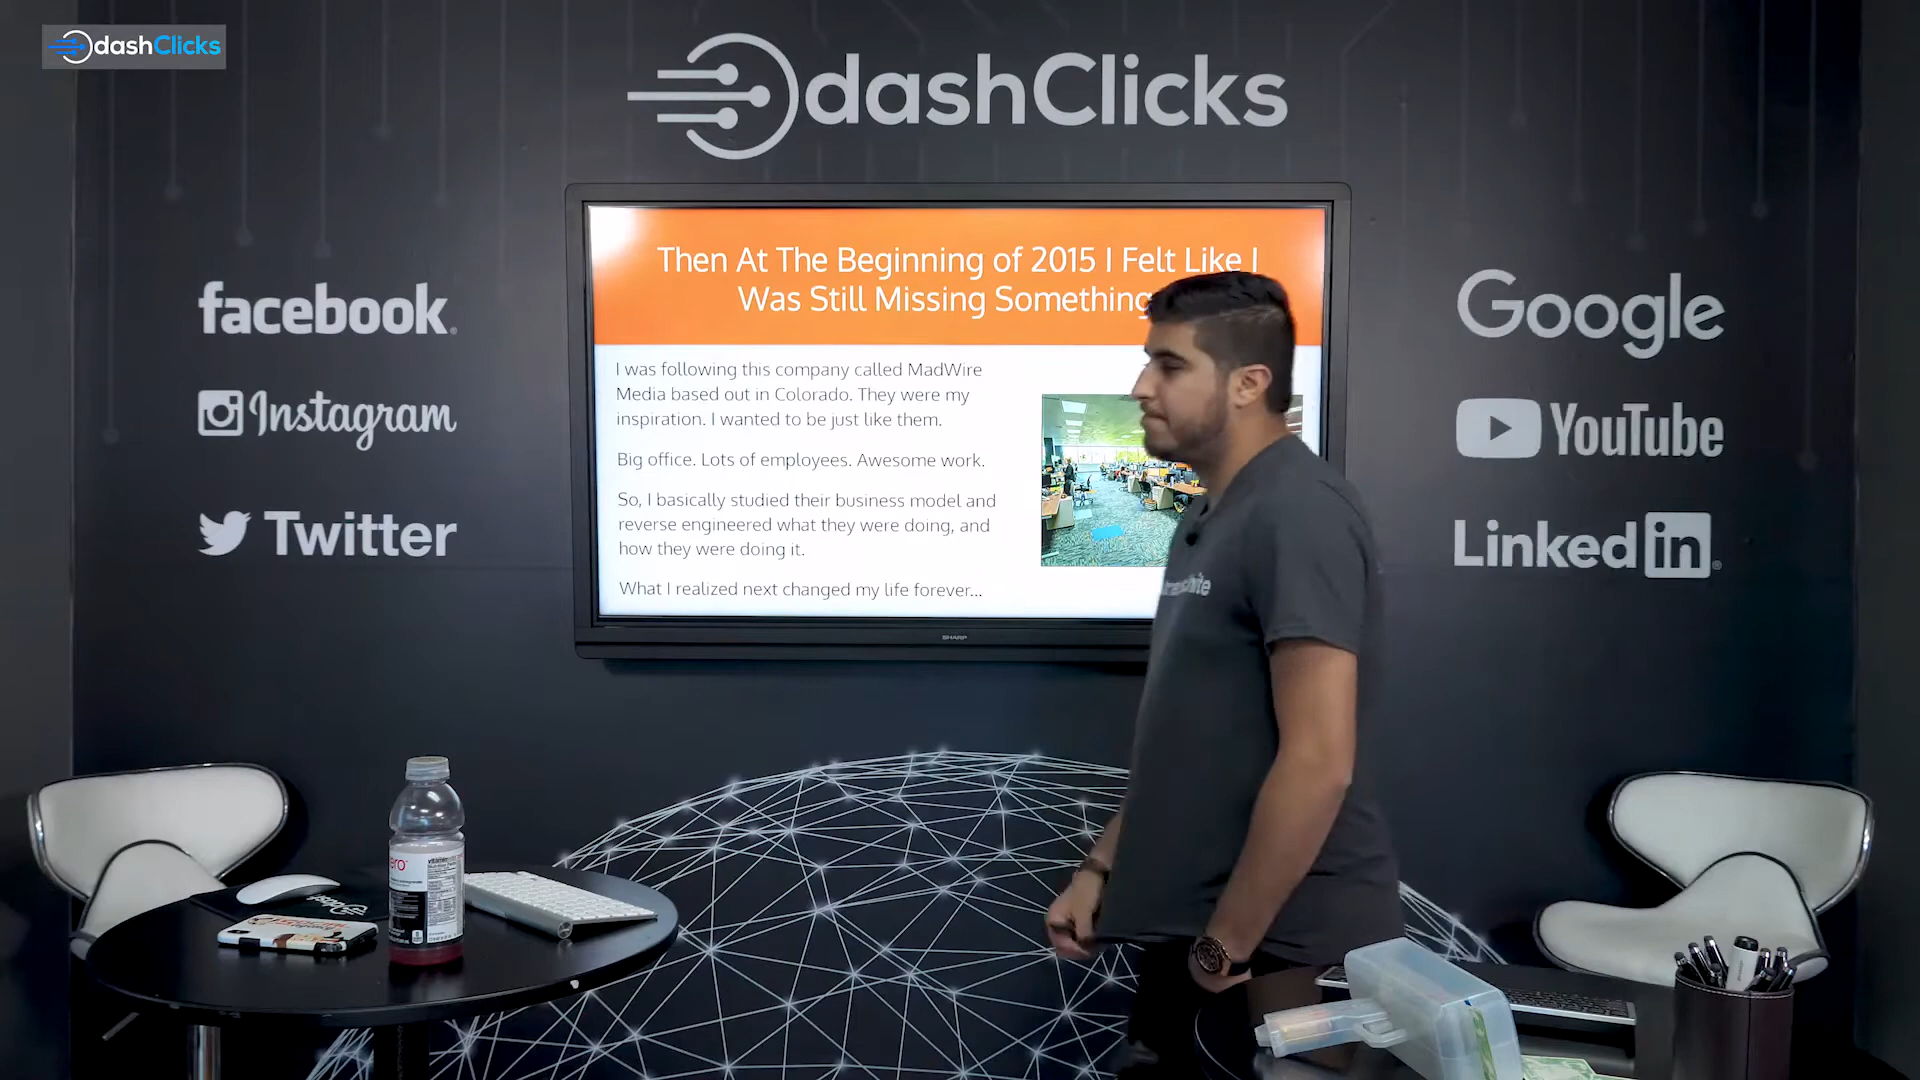 dashClicks
dashClicks
facebook
Instagram
Twitter
Google
YouTube
Linked in
Then At The Beginning of 2015 I Felt Like I
Was Still Missing Something
I was following this company called MadWire
Media based out in Colorado. They were my
inspiration. I wanted to be just like them.
Big office. Lots of employees. Awesome work.
So, I basically studied their business model and
reverse engineered what they were doing, and
how they were doing it.
What I realized next changed my life forever...
SHARP